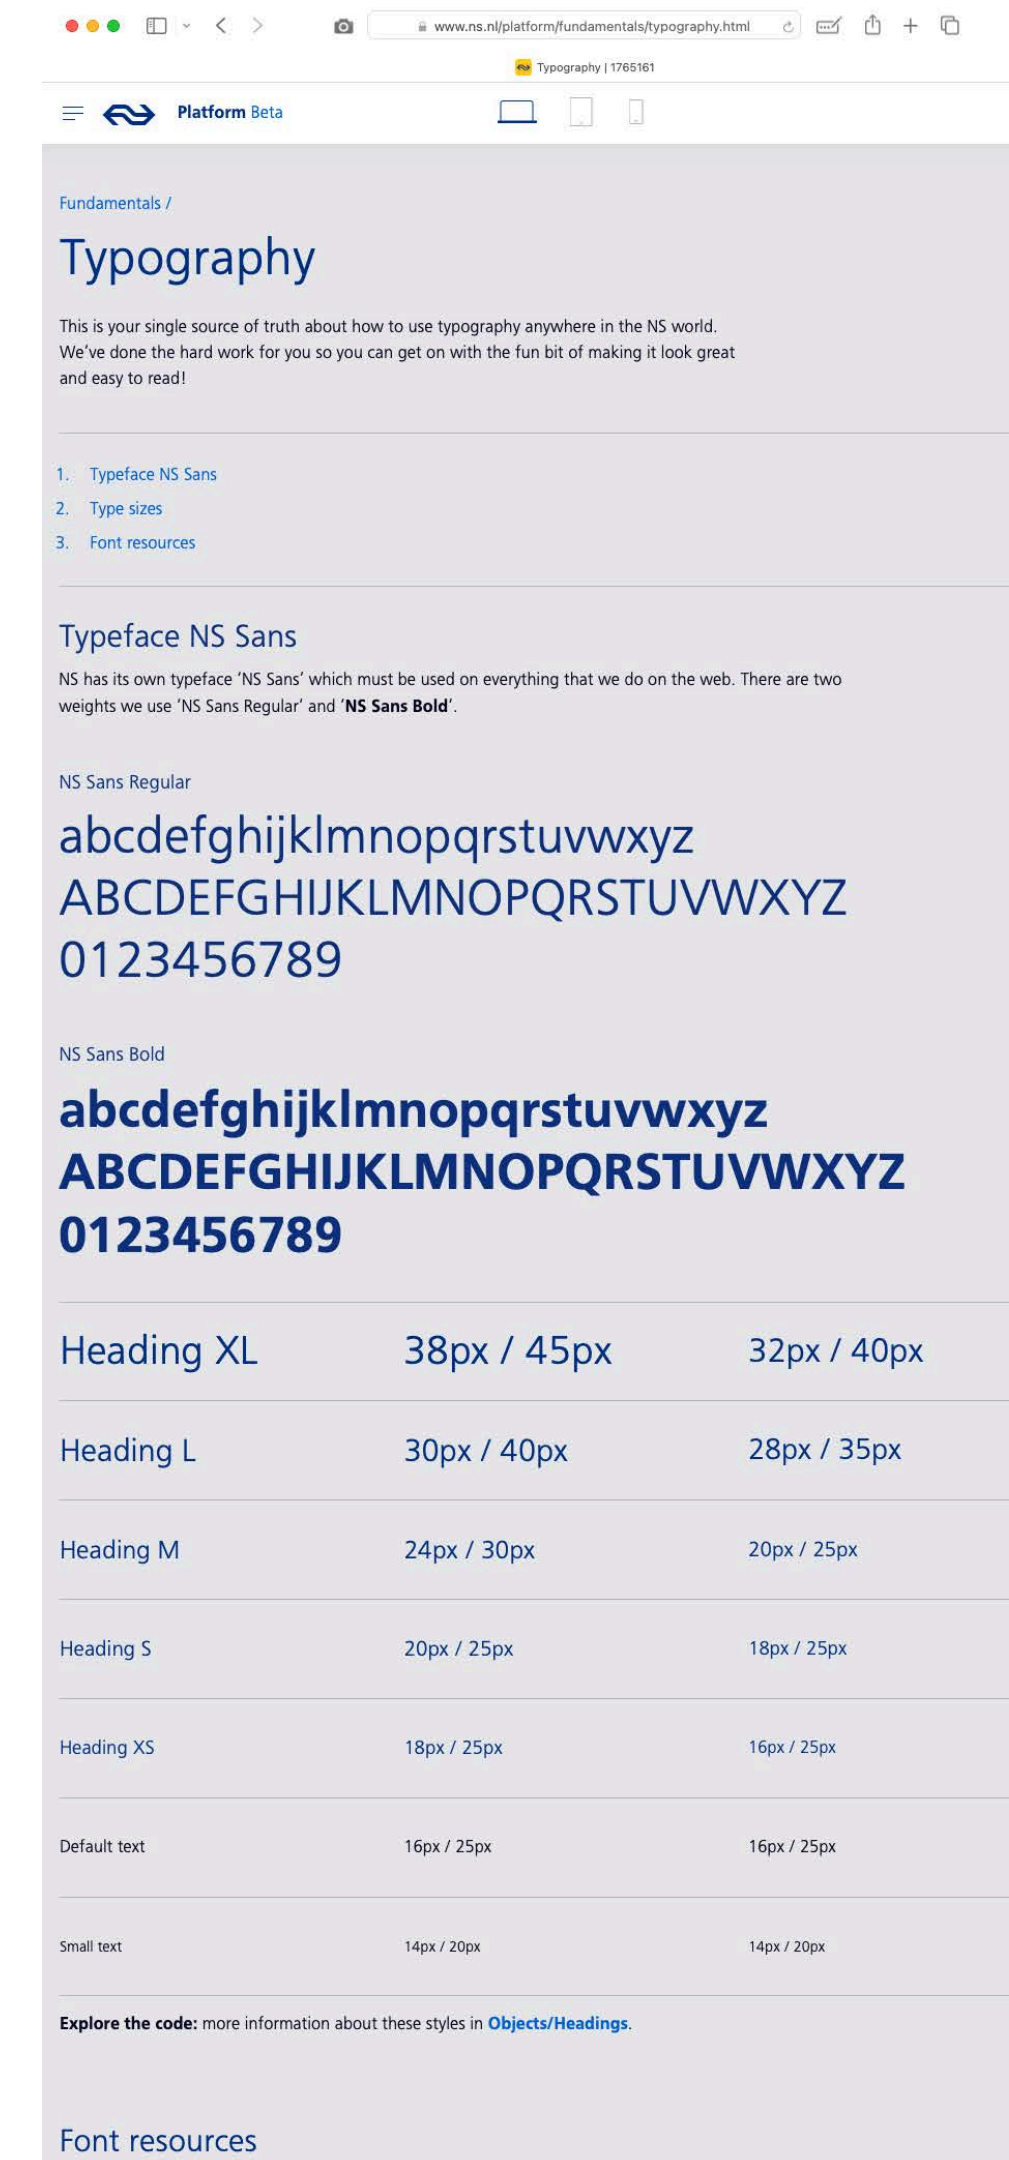 www.ns.nl/platform/fundamentals/typography.html
Typography | 1765161
Platform Beta
Fundamentals /
Typography
This is your single source of truth about how to use typography anywhere in the NS world.
We've done the hard work for you so you can get on with the fun bit of making it look great
and easy to read!
1. Typeface NS Sans
2. Type sizes
3. Font resources
Typeface NS Sans
NS has its own typeface ‘NS Sans’ which must be used on everything that we do on the web. There are two
weights we use ‘NS Sans Regular’ and ‘NS Sans Bold’.
NS Sans Regular
abcdefghijklmnopqrstuvwxyz
ABCDEFGHIJKLMNOPQRSTUVWXYZ
0123456789
NS Sans Bold
abcdefghijklmnopqrstuvwxyz
ABCDEFGHIJKLMNOPQRSTUVWXYZ
0123456789
Heading XL 38px / 45px 32px / 40px
Heading L 30px / 40px 28px / 35px
Heading M 24px / 30px 20px / 25px
Heading S 20px / 25px 18px / 25px
Heading XS 18px / 25px 16px / 25px
Default text 16px / 25px 16px / 25px
Small text 14px / 20px 14px / 20px
Explore the code: more information about these styles in Objects/Headings.
Font resources